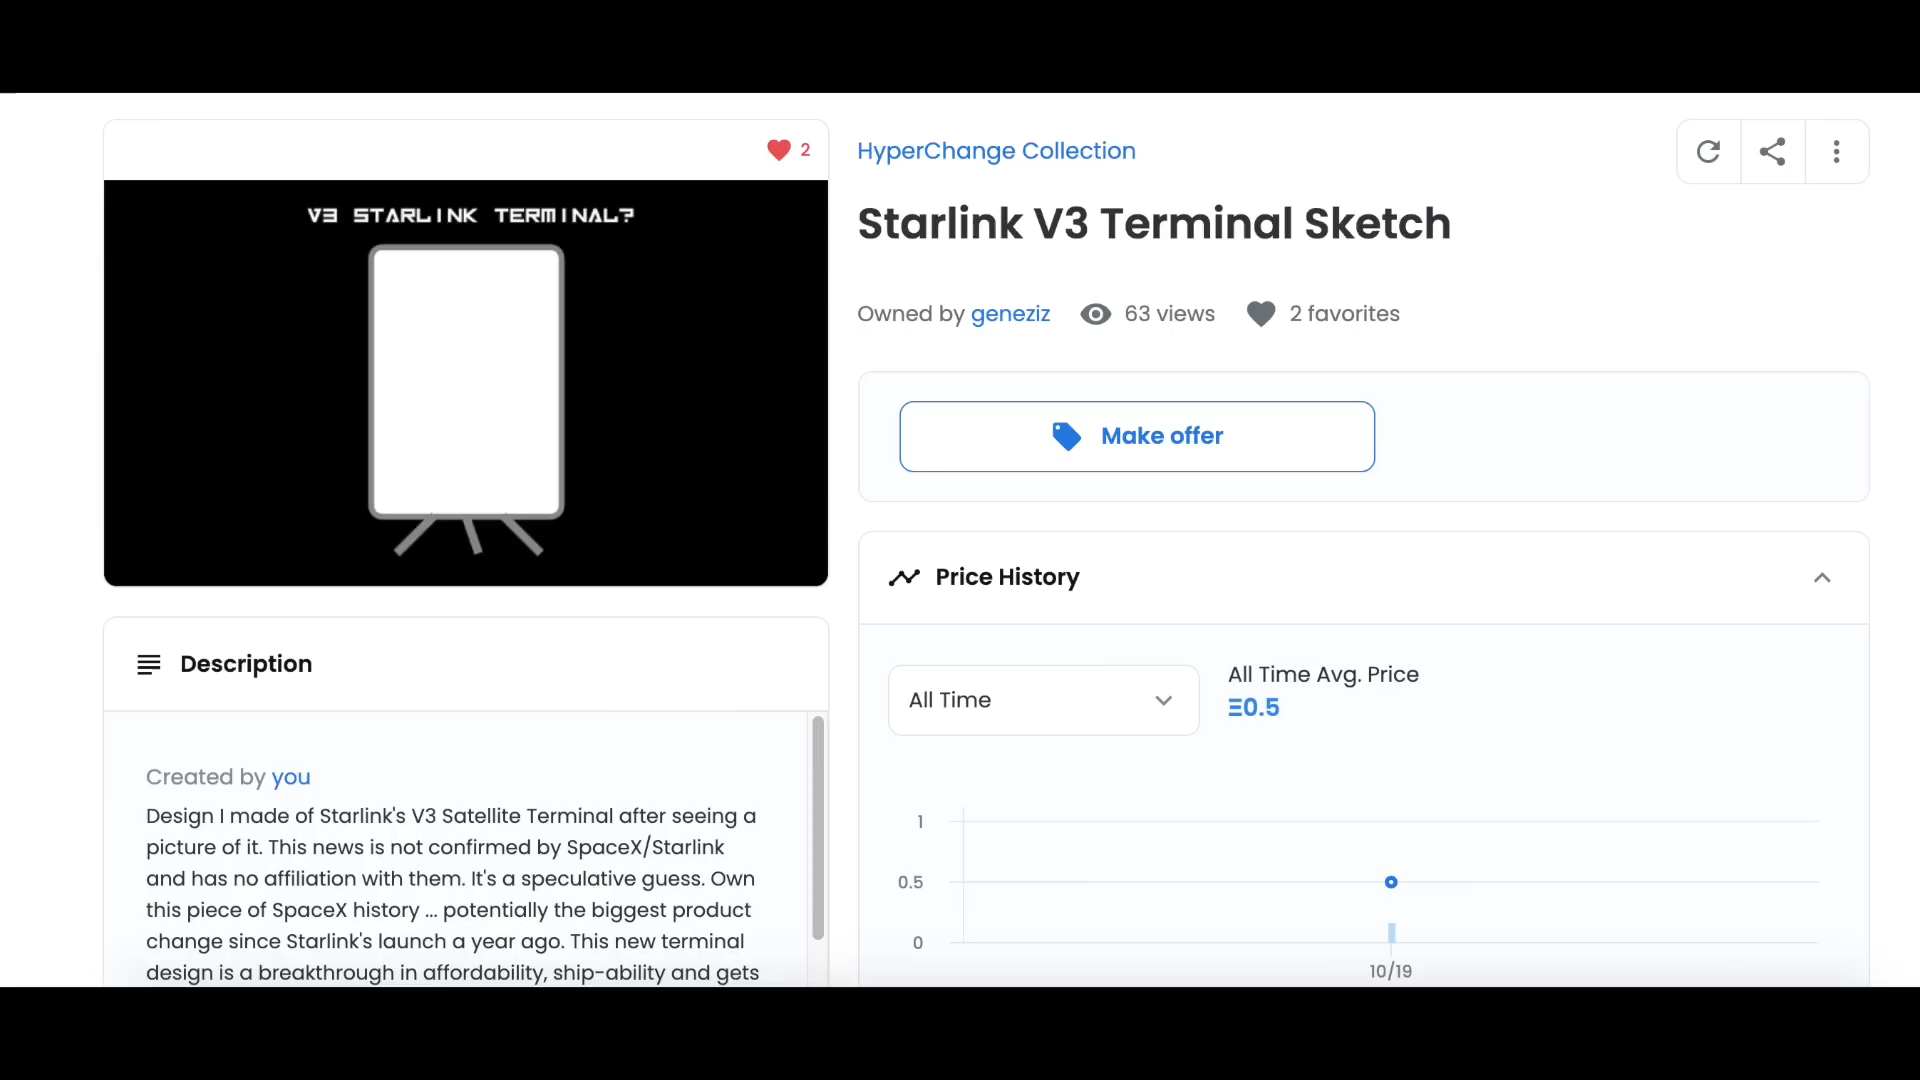 2
V3 STARLINK TERMINAL?
HyperChange Collection
Starlink V3 Terminal Sketch
Owned by geneziz 63 views 2 favorites
Make offer
Price History
All Time
All Time Avg. Price
Ξ0.5
1
0.5
0
10/19
Description
Created by you
Design I made of Starlink's V3 Satellite Terminal after seeing a
picture of it. This news is not confirmed by SpaceX/Starlink
and has no affiliation with them. It's a speculative guess. Own
this piece of SpaceX history ... potentially the biggest product
change since Starlink's launch a year ago. This new terminal
design is a breakthrough in affordability, ship-ability and gets